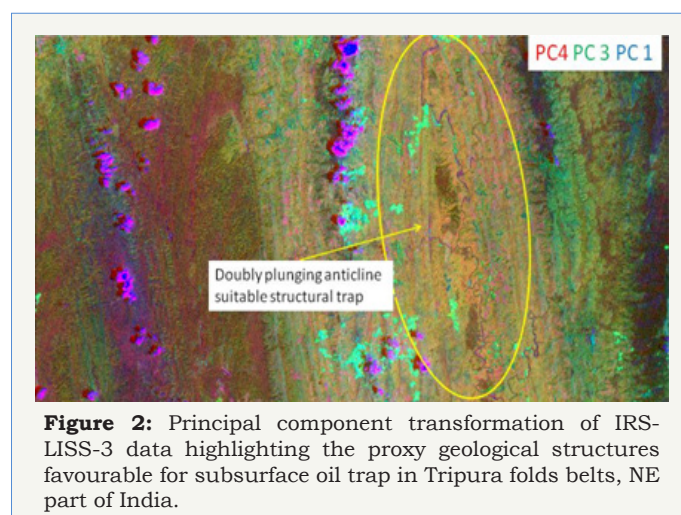 PC4 PC 3 PC 1
Doubly plunging anticline
suitable structural trap
Figure 2: Principal component transformation of IRS-
LISS-3 data highlighting the proxy geological structures
favourable for subsurface oil trap in Tripura folds belts, NE
part of India.